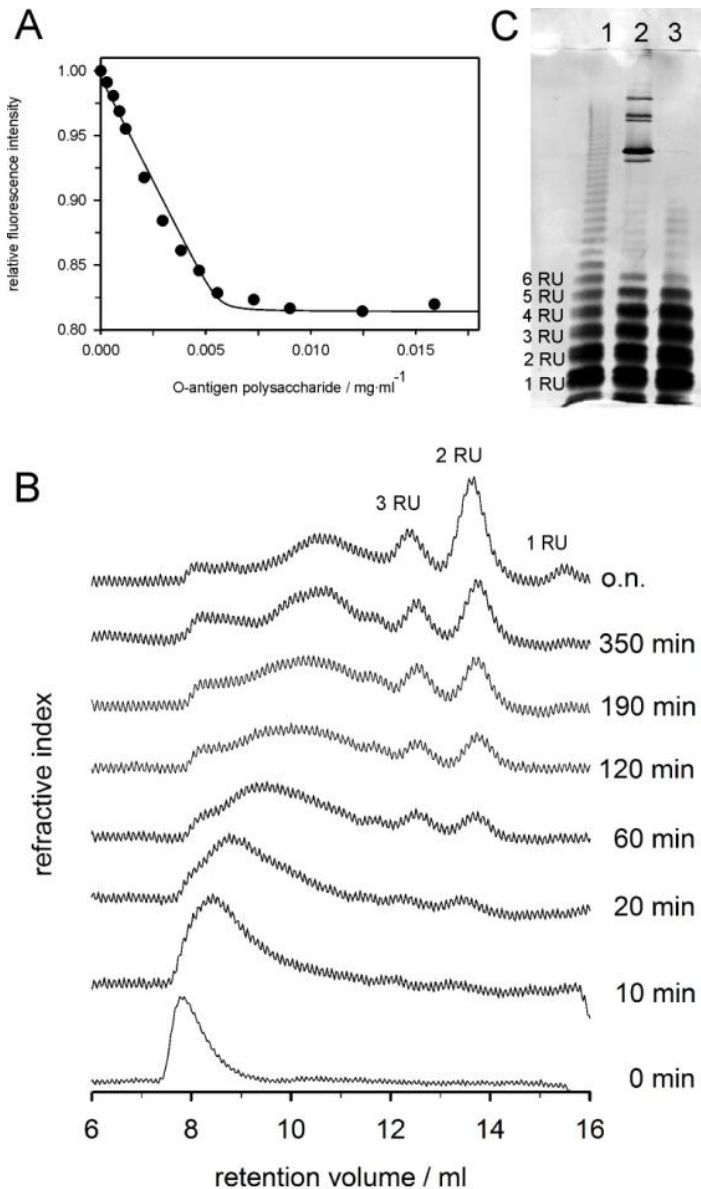 A
relative fluorescence intensity
1.00
0.95
0.90
0.85
0.80
0.000
0.005
0.010
0.015
O-antigen polysaccharide / mg·ml⁻¹
C
1 2 3
6 RU
5 RU
4 RU
3 RU
2 RU
1 RU
B
refractive index
3 RU
2 RU
1 RU
o.n.
350 min
190 min
120 min
60 min
20 min
10 min
0 min
6 8 10 12 14 16
retention volume / ml